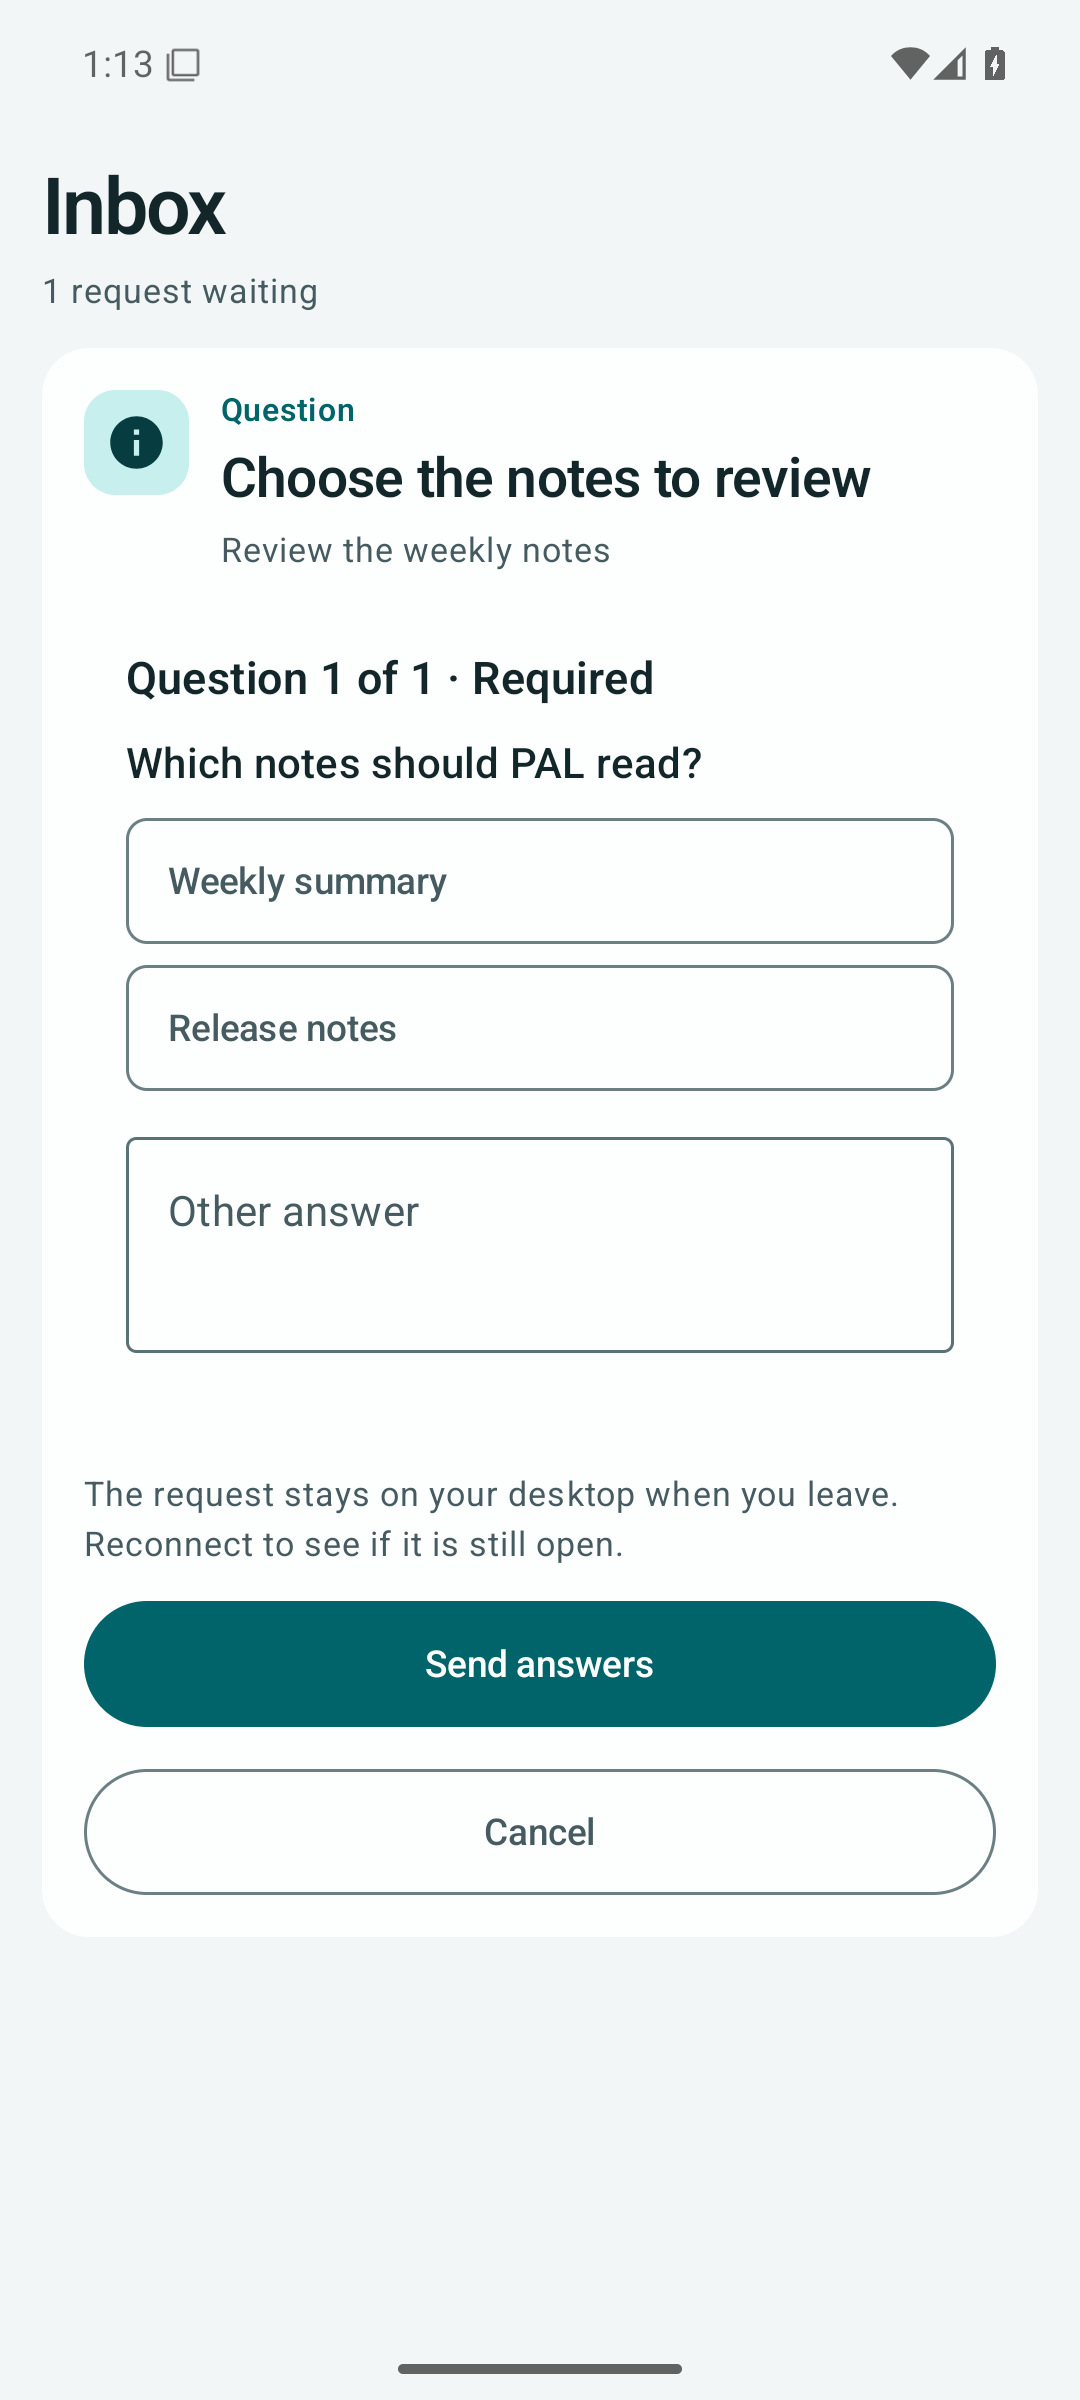 1:13
Inbox
1 request waiting
Question
Choose the notes to review
Review the weekly notes
Question 1 of 1 · Required
Which notes should PAL read?
Weekly summary
Release notes
Other answer
The request stays on your desktop when you leave.
Reconnect to see if it is still open.
Send answers
Cancel